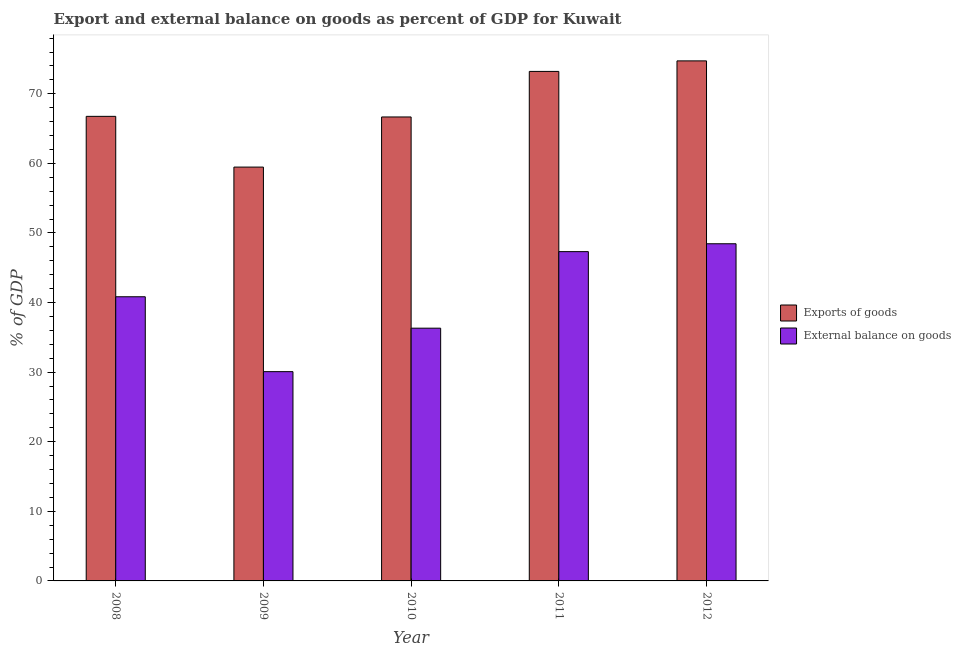 Export and external balance on goods as percent of GDP for Kuwait
% of GDP
70
60
50
40
30
20
10
0
2008
2009
2010
2011
2012
Year
Exports of goods
External balance on goods